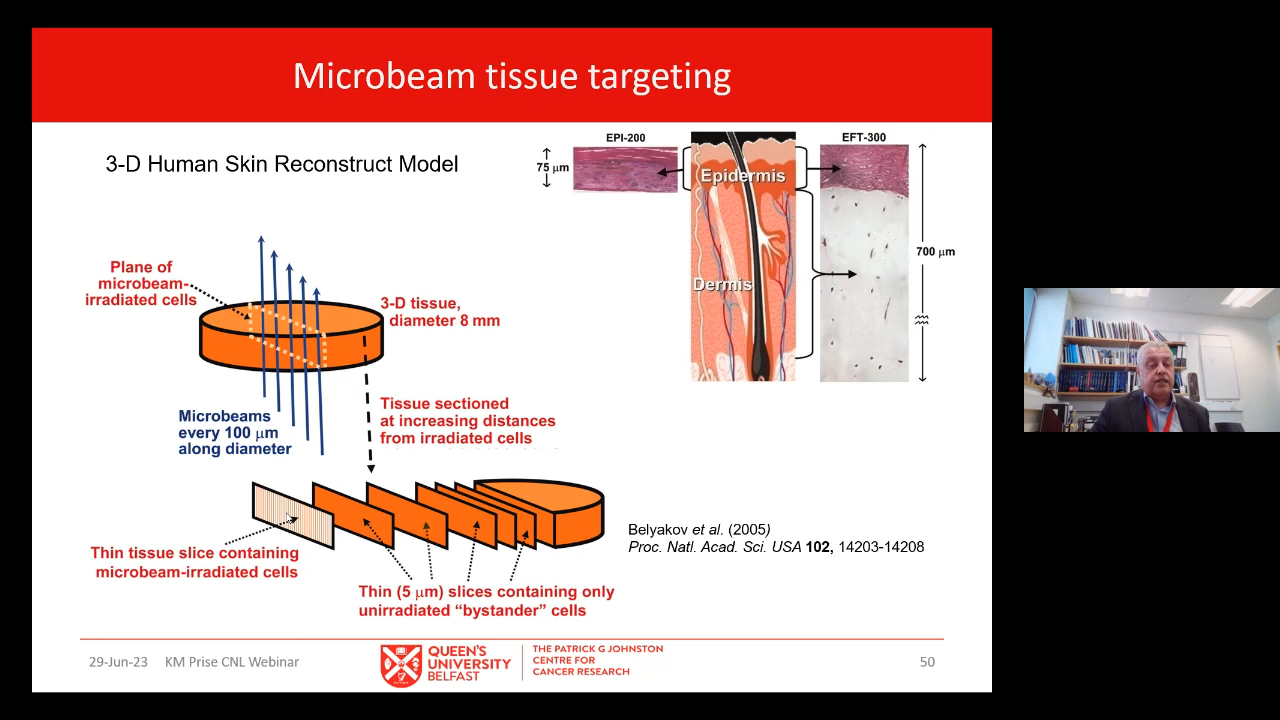 Microbeam tissue targeting
3-D Human Skin Reconstruct Model
EPI-200
EFT-300
75 μm
Epidermis
700 μm
Dermis
Plane of
microbeam-
irradiated cells
3-D tissue,
diameter 8 mm
Microbeams
every 100 μm
along diameter
Tissue sectioned
at increasing distances
from irradiated cells
Thin tissue slice containing
microbeam-irradiated cells
Thin (5 μm) slices containing only
unirradiated “bystander” cells
Belyakov et al. (2005)
Proc. Natl. Acad. Sci. USA 102, 14203-14208
29-Jun-23 KM Prise CNL Webinar
QUEEN'S
UNIVERSITY
BELFAST
THE PATRICK G JOHNSTON
CENTRE FOR
CANCER RESEARCH
50